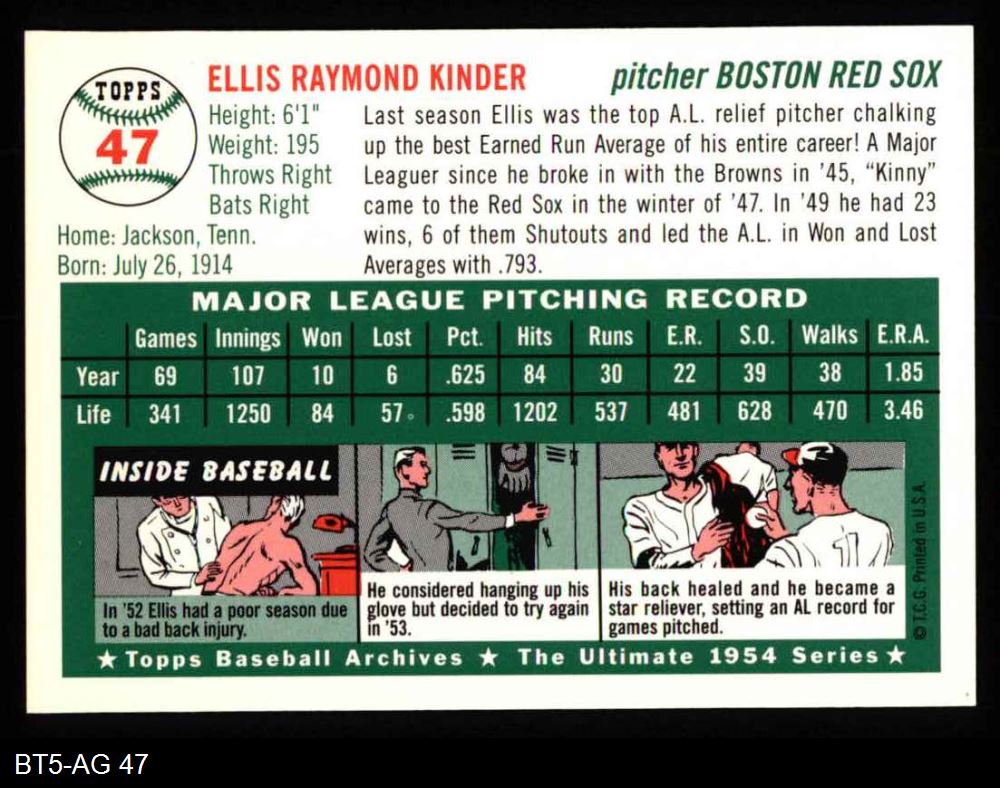 TOPPS
47
ELLIS RAYMOND KINDER
pitcher BOSTON RED SOX
Height: 6'1"
Weight: 195
Throws Right
Bats Right
Home: Jackson, Tenn.
Born: July 26, 1914
Last season Ellis was the top A.L. relief pitcher chalking
up the best Earned Run Average of his entire career! A Major
Leaguer since he broke in with the Browns in '45, "Kinny"
came to the Red Sox in the winter of '47. In '49 he had 23
wins, 6 of them Shutouts and led the A.L. in Won and Lost
Averages with .793.
MAJOR LEAGUE PITCHING RECORD
Games Innings Won Lost Pct. Hits Runs E.R. S.O. Walks E.R.A.
Year 69 107 10 6 .625 84 30 22 39 38 1.85
Life 341 1250 84 57 .598 1202 537 481 628 470 3.46
INSIDE BASEBALL
In '52 Ellis had a poor season due
to a bad back injury.
He considered hanging up his
glove but decided to try again
in '53.
His back healed and he became a
star reliever, setting an AL record for
games pitched.
© T.C.G. Printed in U.S.A.
★ Topps Baseball Archives ★ The Ultimate 1954 Series ★
BT5-AG 47